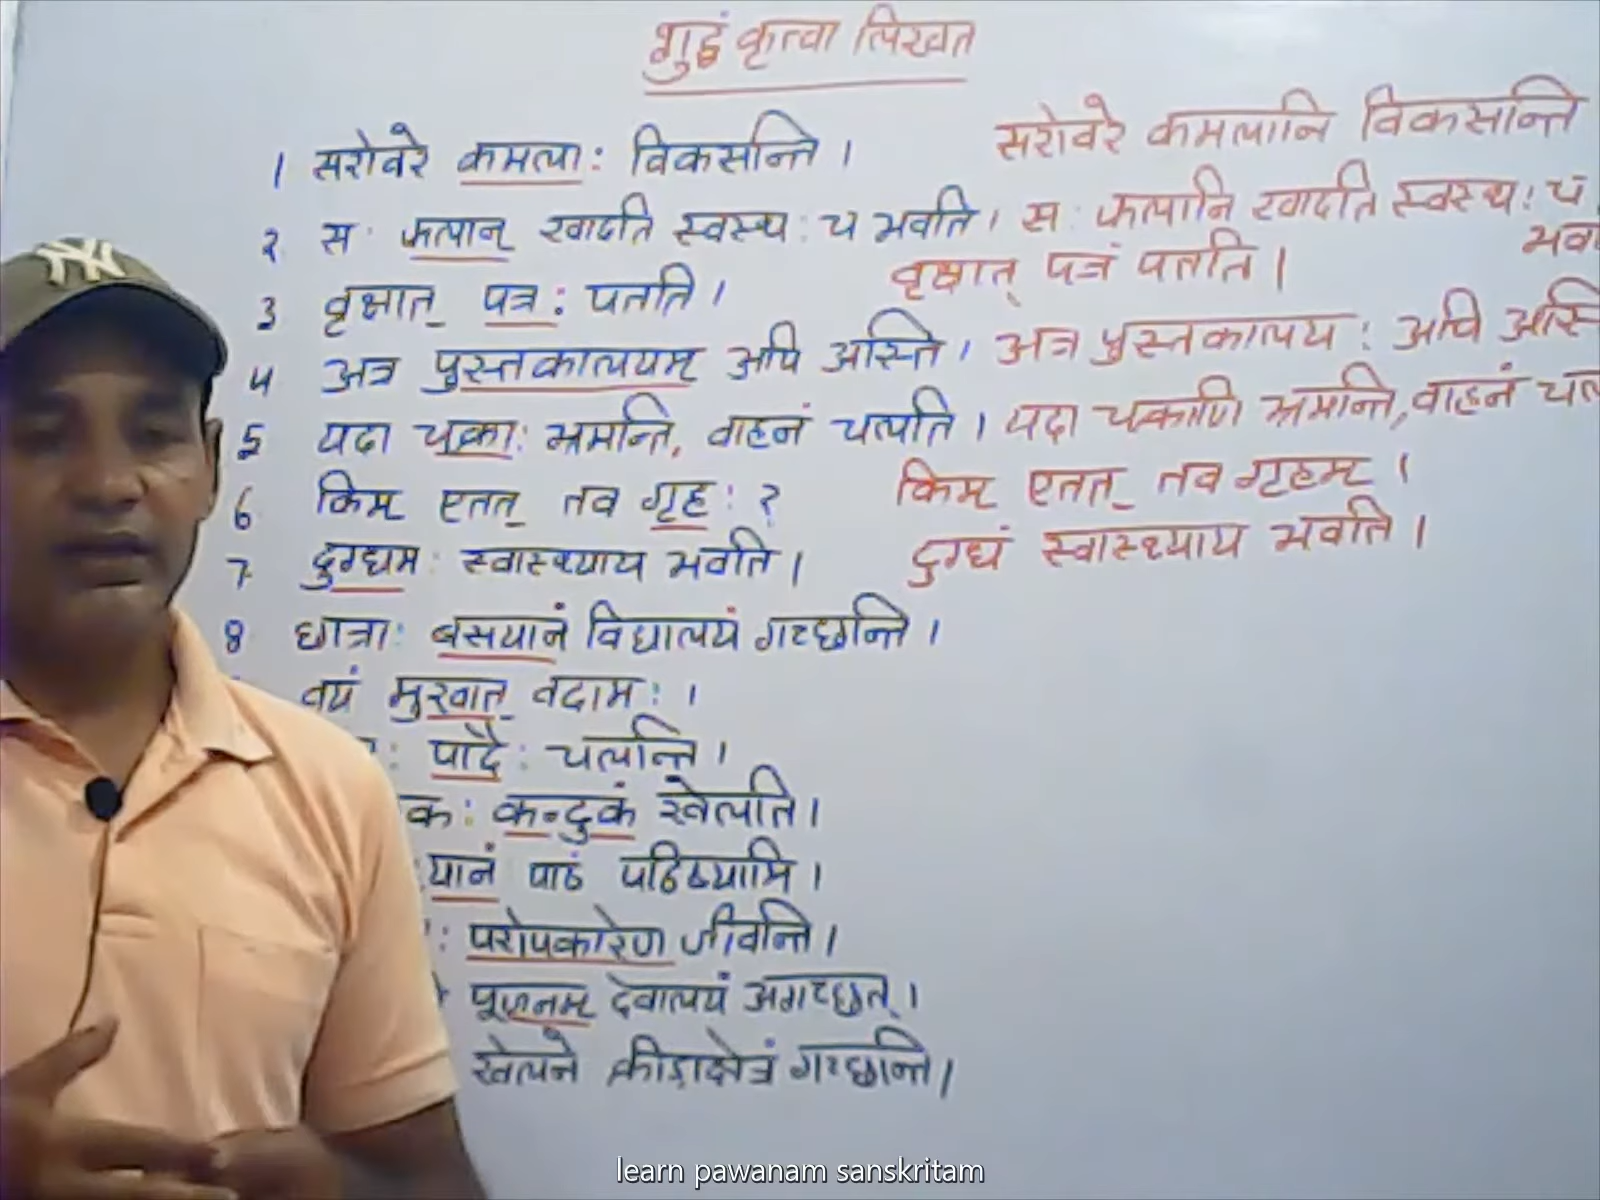 शुद्धं कृत्वा लिखत
१ सरोवरे कमलाः विकसन्ति । सरोवरे कमलानि विकसन्ति
२ सः फलान् खादति स्वस्थः च भवति । सः फलानि खादति स्वस्थः च
३ वृक्षात् पत्रः पतति । वृक्षात् पत्रं पतति ।
४ अत्र पुस्तकालयम् अपि अस्ति । अत्र पुस्तकालयः अपि
5 यदा चक्राः भ्रमन्ति, वाहनं चलति । यदा चक्राणि भ्रमन्ति, वाहनं
6 किम् एतत् तव गृहः ? किम् एतत् तव गृहम् ।
7 दुग्धमः स्वास्थ्याय भवति । दुग्धं स्वास्थ्याय भवति ।
8 छात्राः बसयानं विद्यालयं गच्छन्ति ।
वयं मुखात् वदामः ।
पादैः चलन्ति ।
कः कन्दुकं खेलति ।
यानं पाठं पठिष्यामि ।
परोपकारेण जीवन्ति ।
पूजनम् देवालयं अगच्छत् ।
खेलने क्रीडाक्षेत्रं गच्छन्ति ।
learn pawanam sanskritam